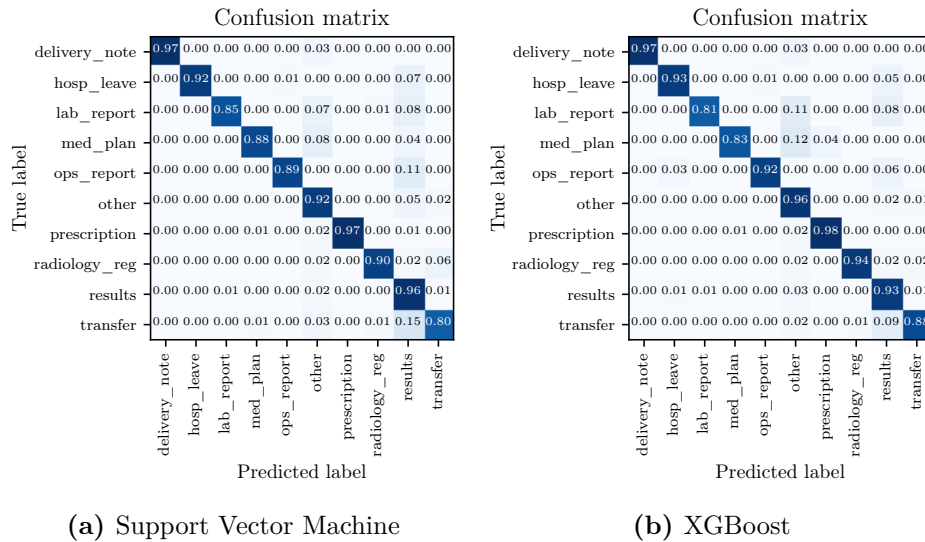 Confusion matrix
True label
delivery_note 0.97 0.00 0.00 0.00 0.00 0.03 0.00 0.00 0.00 0.00
hosp_leave 0.00 0.92 0.00 0.00 0.01 0.00 0.00 0.00 0.07 0.00
lab_report 0.00 0.00 0.85 0.00 0.00 0.07 0.00 0.01 0.08 0.00
med_plan 0.00 0.00 0.00 0.88 0.00 0.08 0.00 0.00 0.04 0.00
ops_report 0.00 0.00 0.00 0.00 0.89 0.00 0.00 0.00 0.11 0.00
other 0.00 0.00 0.00 0.00 0.00 0.92 0.00 0.00 0.05 0.02
prescription 0.00 0.00 0.00 0.01 0.00 0.02 0.97 0.00 0.01 0.00
radiology_reg 0.00 0.00 0.00 0.00 0.00 0.02 0.00 0.90 0.02 0.06
results 0.00 0.00 0.01 0.00 0.00 0.02 0.00 0.00 0.96 0.01
transfer 0.00 0.00 0.00 0.01 0.00 0.03 0.00 0.01 0.15 0.80
delivery_note
hosp_leave
lab_report
med_plan
ops_report
other
prescription
radiology_reg
results
transfer
Predicted label
(a) Support Vector Machine
Confusion matrix
True label
delivery_note 0.97 0.00 0.00 0.00 0.00 0.03 0.00 0.00 0.00 0.00
hosp_leave 0.00 0.93 0.00 0.00 0.01 0.00 0.00 0.00 0.05 0.00
lab_report 0.00 0.00 0.81 0.00 0.00 0.11 0.00 0.00 0.08 0.00
med_plan 0.00 0.00 0.00 0.83 0.00 0.12 0.04 0.00 0.00 0.00
ops_report 0.00 0.03 0.00 0.00 0.92 0.00 0.00 0.00 0.06 0.00
other 0.00 0.00 0.00 0.00 0.00 0.96 0.00 0.00 0.02 0.01
prescription 0.00 0.00 0.00 0.01 0.00 0.02 0.98 0.00 0.00 0.00
radiology_reg 0.00 0.00 0.00 0.00 0.00 0.02 0.00 0.94 0.02 0.02
results 0.00 0.01 0.01 0.00 0.00 0.02 0.00 0.00 0.93 0.01
transfer 0.00 0.00 0.00 0.00 0.00 0.02 0.00 0.01 0.09 0.88
delivery_note
hosp_leave
lab_report
med_plan
ops_report
other
prescription
radiology_reg
results
transfer
Predicted label
(b) XGBoost